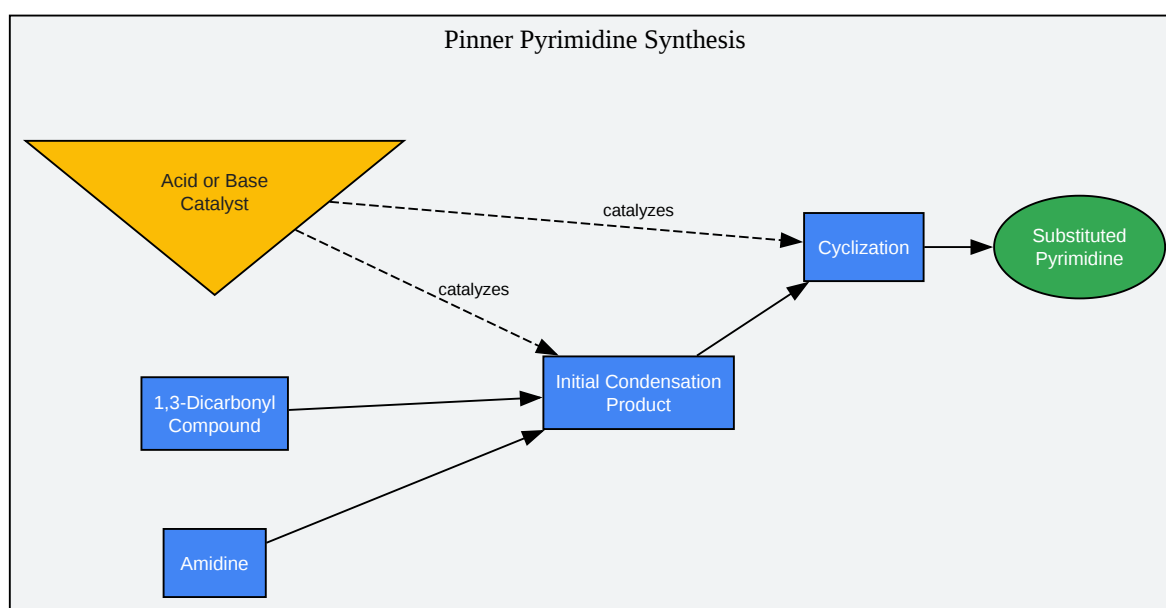 Pinner Pyrimidine Synthesis
Acid or Base
Catalyst
catalyzes
catalyzes
Cyclization
Substituted
Pyrimidine
Initial Condensation
Product
1,3-Dicarbonyl
Compound
Amidine